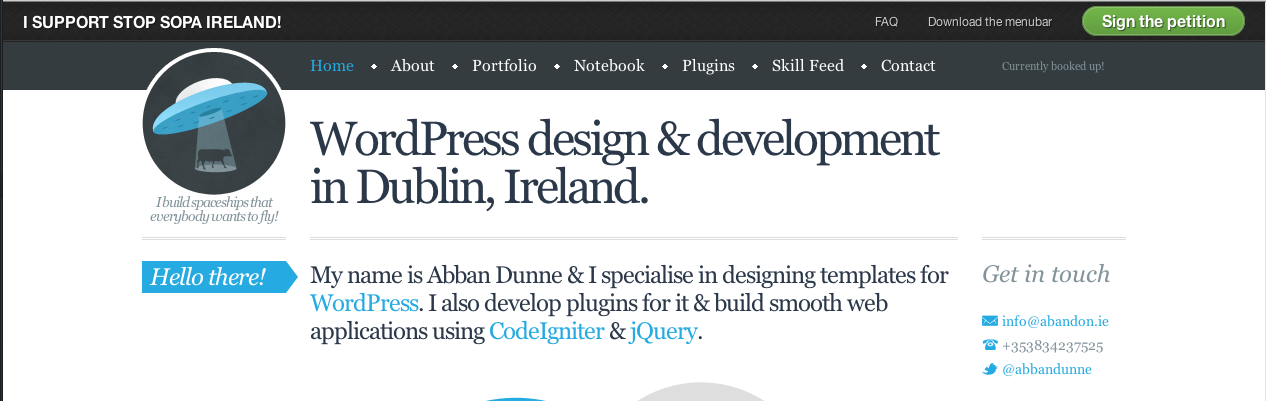 I SUPPORT STOP SOPA IRELAND!
FAQ
Download the menubar
Sign the petition
Home
About
Portfolio
Notebook
Plugins
Skill Feed
Contact
Currently booked up!
I build spaceships that
everybody wants to fly!
WordPress design & development
in Dublin, Ireland.
Hello there!
My name is Abban Dunne & I specialise in designing templates for
WordPress. I also develop plugins for it & build smooth web
applications using CodeIgniter & jQuery.
Get in touch
info@abandon.ie
+353834237525
@abbandunne